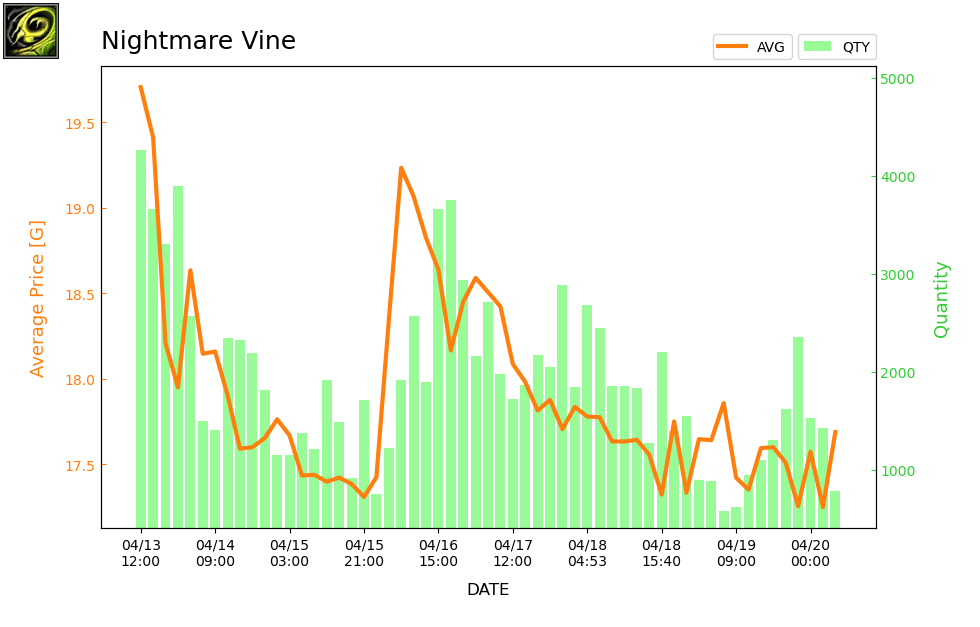 Nightmare Vine
AVG
QTY
Average Price [G]
19.5
19.0
18.5
18.0
17.5
5000
4000
3000
2000
1000
Quantity
04/13 04/14 04/15 04/15 04/16 04/17 04/18 04/18 04/19 04/20
12:00 09:00 03:00 21:00 15:00 12:00 04:53 15:40 09:00 00:00
DATE